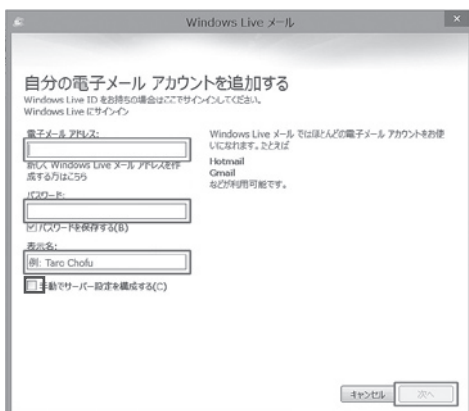 Windows Live メール
自分の電子メール アカウントを追加する
Windows Live ID をお持ちの場合はここでサインインしてください。
Windows Live にサインイン
電子メール アドレス:
新しく Windows Live メール アドレスを作
成する方はこちら
パスワード:
パスワードを保存する(B)
表示名:
例: Taro Chofu
手動でサーバー設定を構成する(C)
Windows Live メール ではほとんどの電子メール アカウントをお使
いになれます。たとえば
Hotmail
Gmail
などが利用可能です。
キャンセル
次へ